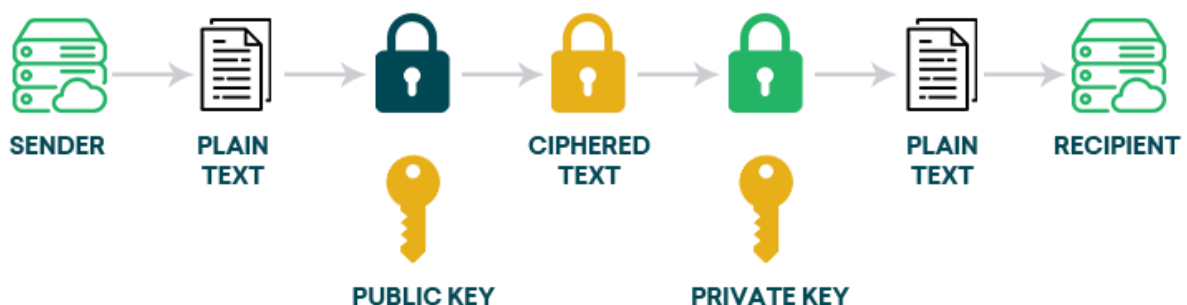 SENDER
PLAIN
TEXT
CIPHERED
TEXT
PLAIN
TEXT
RECIPIENT
PUBLIC KEY
PRIVATE KEY